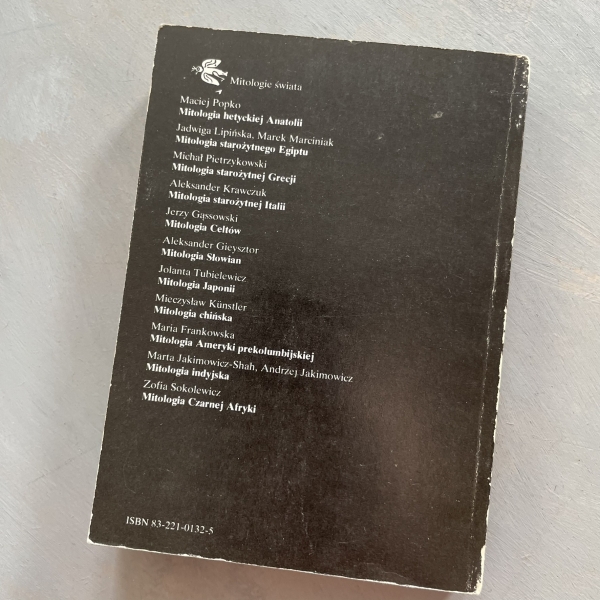 Mitologie świata
Maciej Popko
Mitologia hetyckiej Anatolii
Jadwiga Lipińska, Marek Marciniak
Mitologia starożytnego Egiptu
Michał Pietrzykowski
Mitologia starożytnej Grecji
Aleksander Krawczuk
Mitologia starożytnej Italii
Jerzy Gąssowski
Mitologia Celtów
Aleksander Gieysztor
Mitologia Słowian
Jolanta Tubielewicz
Mitologia Japonii
Mieczysław Künstler
Mitologia chińska
Maria Frankowska
Mitologia Ameryki prekolumbijskiej
Marta Jakimowicz-Shah, Andrzej Jakimowicz
Mitologia indyjska
Zofia Sokolewicz
Mitologia Czarnej Afryki
ISBN 83-221-0132-5